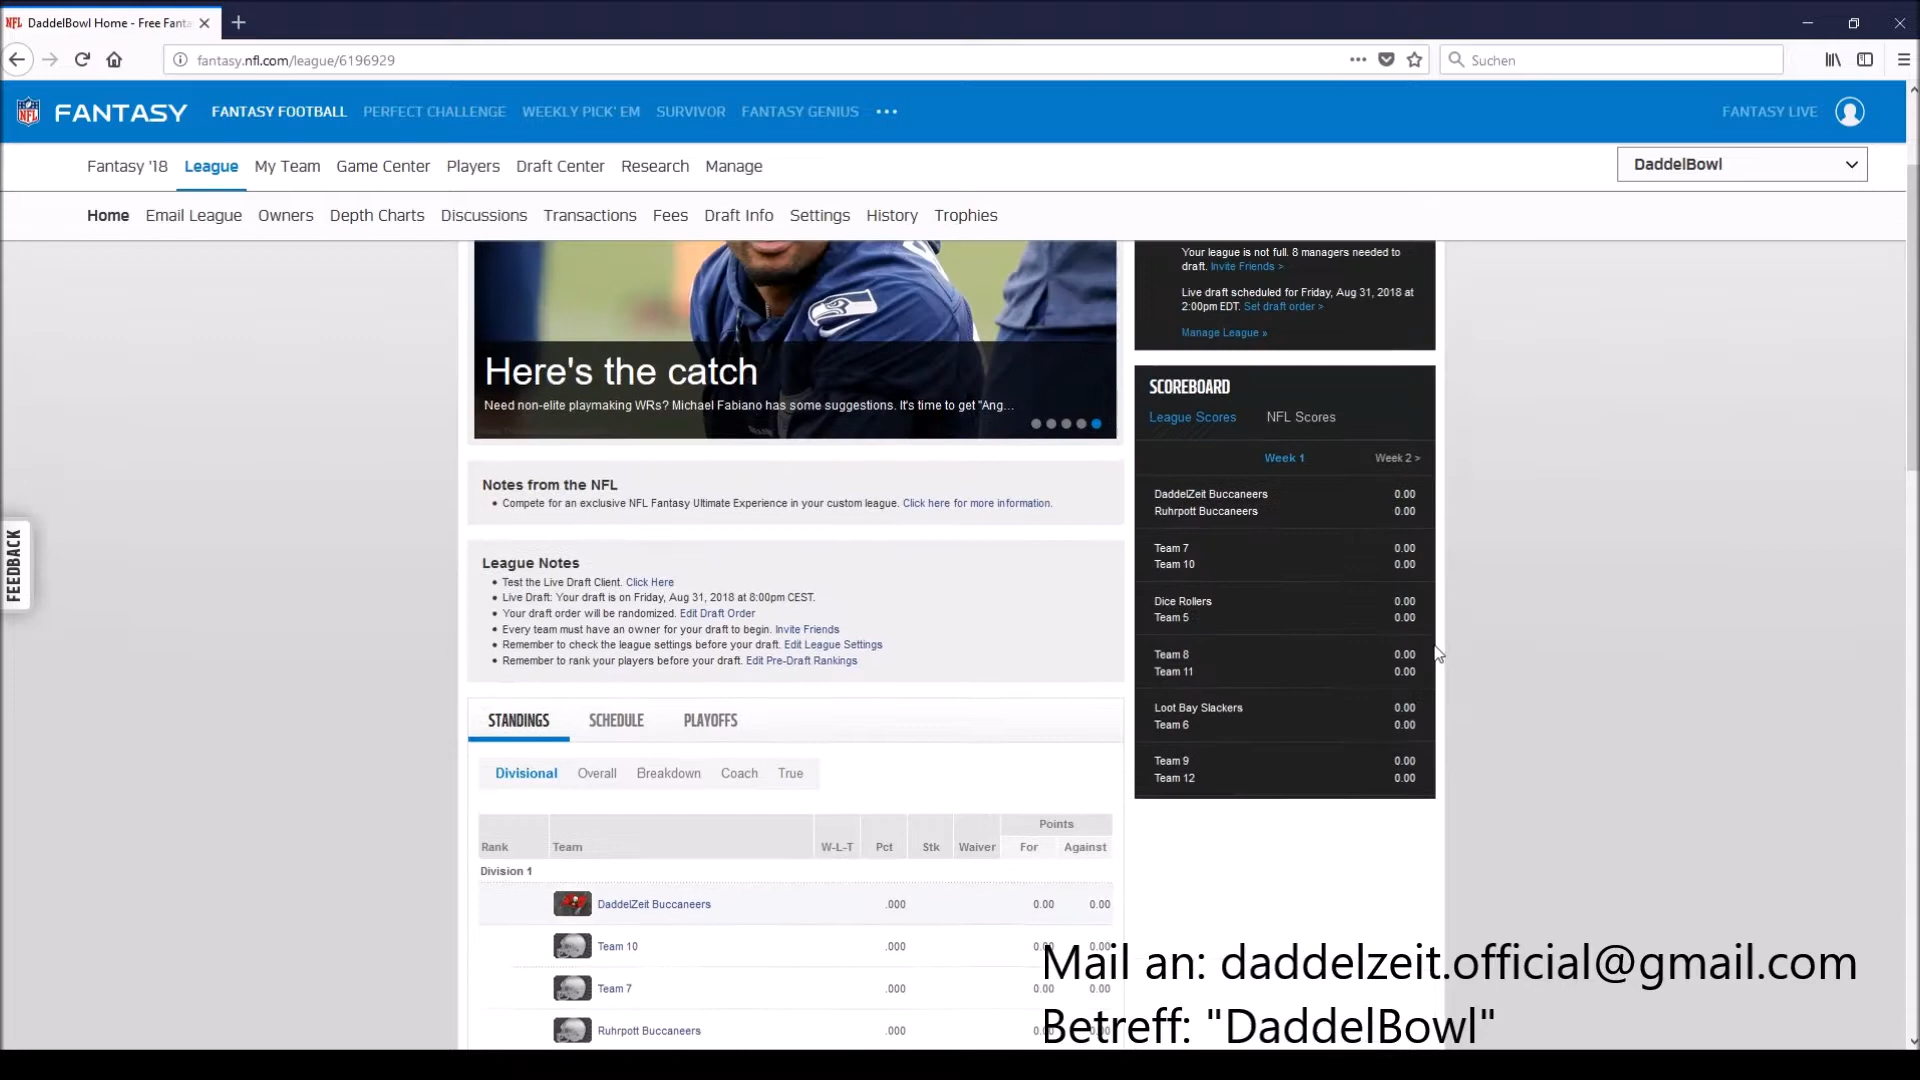 DaddelBowl Home - Free Fanta
fantasy.nfl.com/league/6196929
Suchen
NFL FANTASY FANTASY FOOTBALL PERFECT CHALLENGE WEEKLY PICK' EM SURVIVOR FANTASY GENIUS ••• FANTASY LIVE
Fantasy '18 League My Team Game Center Players Draft Center Research Manage DaddelBowl
Home Email League Owners Depth Charts Discussions Transactions Fees Draft Info Settings History Trophies
Here's the catch
Need non-elite playmaking WRs? Michael Fabiano has some suggestions. It's time to get "Ang...
Notes from the NFL
• Compete for an exclusive NFL Fantasy Ultimate Experience in your custom league. Click here for more information.
League Notes
• Test the Live Draft Client. Click Here
• Live Draft: Your draft is on Friday, Aug 31, 2018 at 8:00pm CEST.
• Your draft order will be randomized. Edit Draft Order
• Every team must have an owner for your draft to begin. Invite Friends
• Remember to check the league settings before your draft. Edit League Settings
• Remember to rank your players before your draft. Edit Pre-Draft Rankings
STANDINGS SCHEDULE PLAYOFFS
Divisional Overall Breakdown Coach True
Points
Rank Team W-L-T Pct Stk Waiver For Against
Division 1
DaddelZeit Buccaneers .000 0.00 0.00
Team 10 .000 0.00 0.00
Team 7 .000 0.00 0.00
Ruhrpott Buccaneers .000 0.00 0.00
Your league is not full. 8 managers needed to
draft. Invite Friends >
Live draft scheduled for Friday, Aug 31, 2018 at
2:00pm EDT. Set draft order >
Manage League »
SCOREBOARD
League Scores NFL Scores
Week 1 Week 2 >
DaddelZeit Buccaneers 0.00
Ruhrpott Buccaneers 0.00
Team 7 0.00
Team 10 0.00
Dice Rollers 0.00
Team 5 0.00
Team 8 0.00
Team 11 0.00
Loot Bay Slackers 0.00
Team 6 0.00
Team 9 0.00
Team 12 0.00
FEEDBACK
Mail an: daddelzeit.official@gmail.com
Betreff: "DaddelBowl"